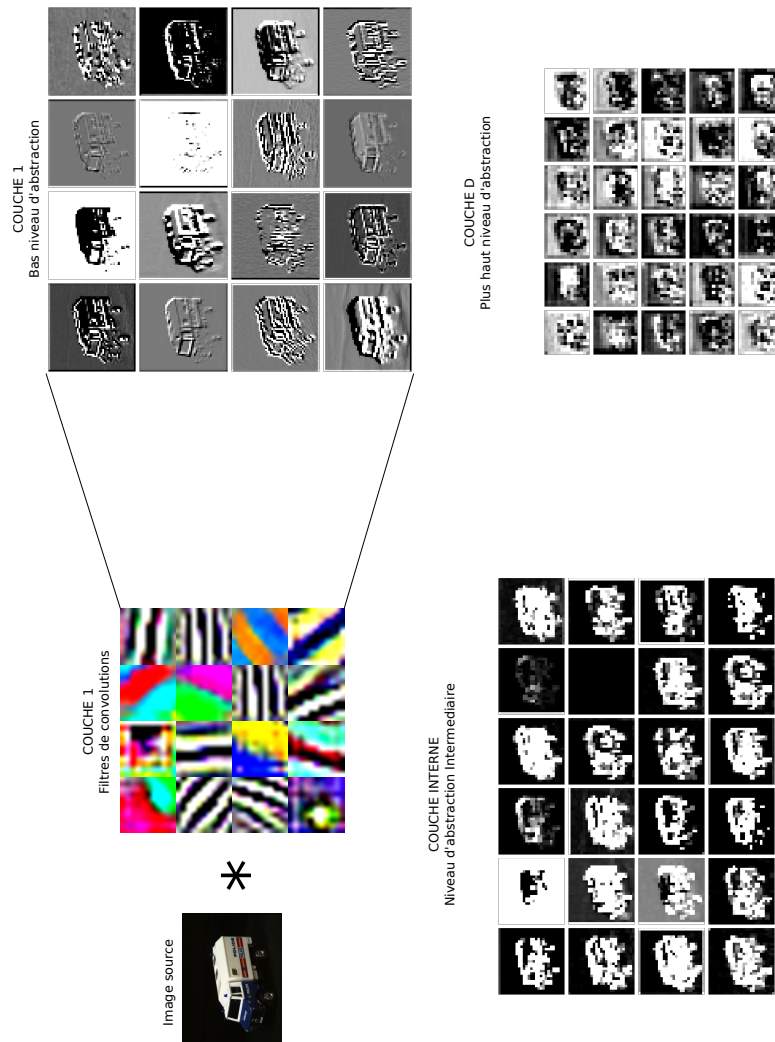 Image source
COUCHE 1
Filtres de convolutions
COUCHE 1
Bas niveau d'abstraction
COUCHE INTERNE
Niveau d'abstraction Intermediaire
COUCHE D
Plus haut niveau d'abstraction